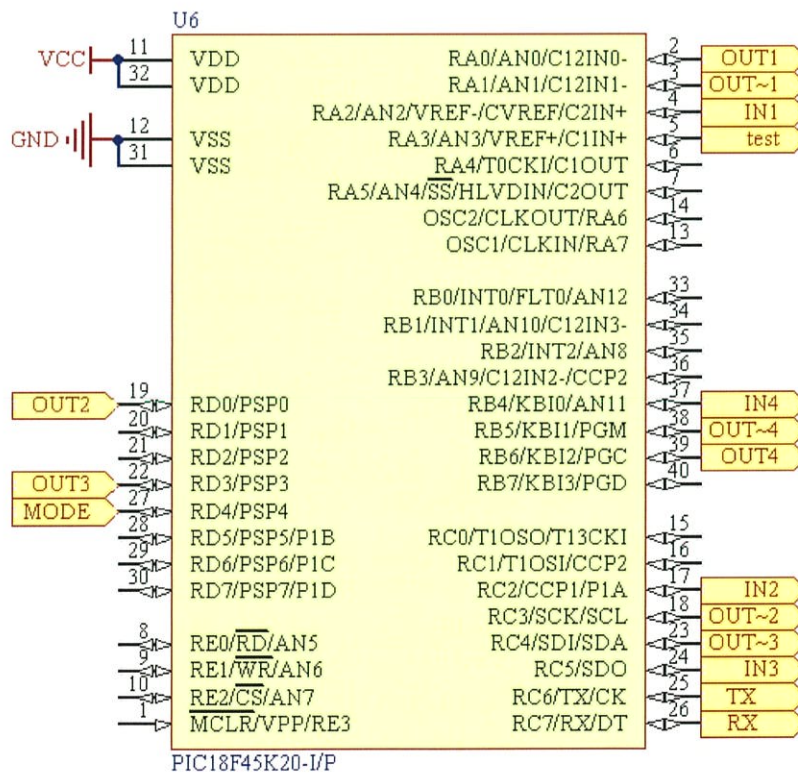 U6
VCC 11 VDD
32 VDD
GND 12 VSS
31 VSS
OUT2 19 RD0/PSP0
20 RD1/PSP1
21 RD2/PSP2
OUT3 22 RD3/PSP3
MODE 27 RD4/PSP4
28 RD5/PSP5/P1B
29 RD6/PSP6/P1C
30 RD7/PSP7/P1D
8 RE0/RD/AN5
9 RE1/WR/AN6
10 RE2/CS/AN7
1 MCLR/VPP/RE3
RA0/AN0/C12IN0- 2 OUT1
RA1/AN1/C12IN1- 3 OUT~1
RA2/AN2/VREF-/CVREF/C2IN+ 4 IN1
RA3/AN3/VREF+/C1IN+ 5 test
RA4/T0CKI/C1OUT 6
RA5/AN4/SS/HLVDIN/C2OUT 7
OSC2/CLKOUT/RA6 14
OSC1/CLKIN/RA7 13
RB0/INT0/FLT0/AN12 33
RB1/INT1/AN10/C12IN3- 34
RB2/INT2/AN8 35
RB3/AN9/C12IN2-/CCP2 36
RB4/KBI0/AN11 37 IN4
RB5/KBI1/PGM 38 OUT~4
RB6/KBI2/PGC 39 OUT4
RB7/KBI3/PGD 40
RC0/T1OSO/T13CKI 15
RC1/T1OSI/CCP2 16
RC2/CCP1/P1A 17 IN2
RC3/SCK/SCL 18 OUT~2
RC4/SDI/SDA 23 OUT~3
RC5/SDO 24 IN3
RC6/TX/CK 25 TX
RC7/RX/DT 26 RX
PIC18F45K20-I/P